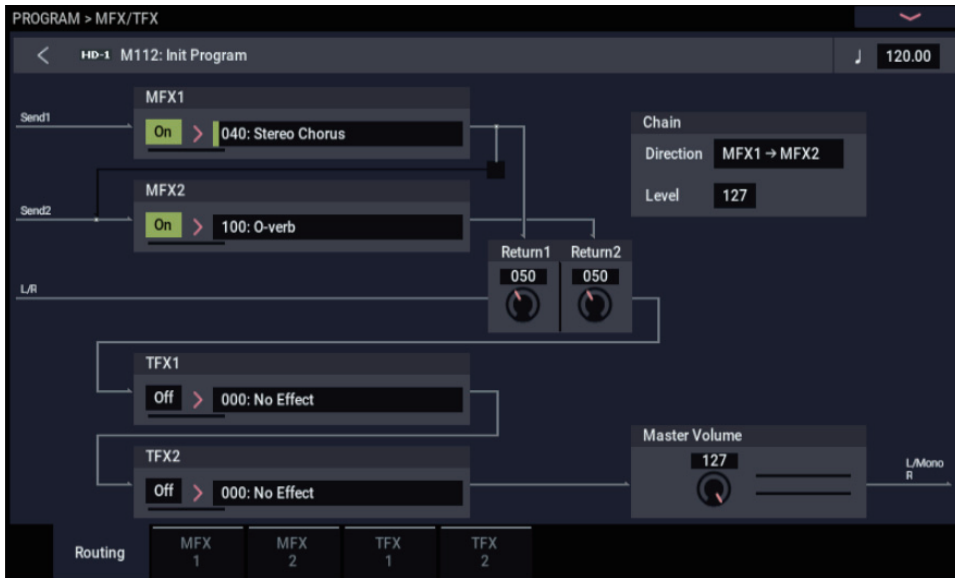 PROGRAM > MFX/TFX
HD-1 M112: Init Program
♩ 120.00
MFX1
Send1
On
040: Stereo Chorus
Chain
Direction MFX1→MFX2
Level 127
MFX2
Send2
On
100: O-verb
Return1 Return2
050 050
L/R
TFX1
Off
000: No Effect
Master Volume
127
L/Mono
R
TFX2
Off
000: No Effect
Routing
MFX
1
MFX
2
TFX
1
TFX
2